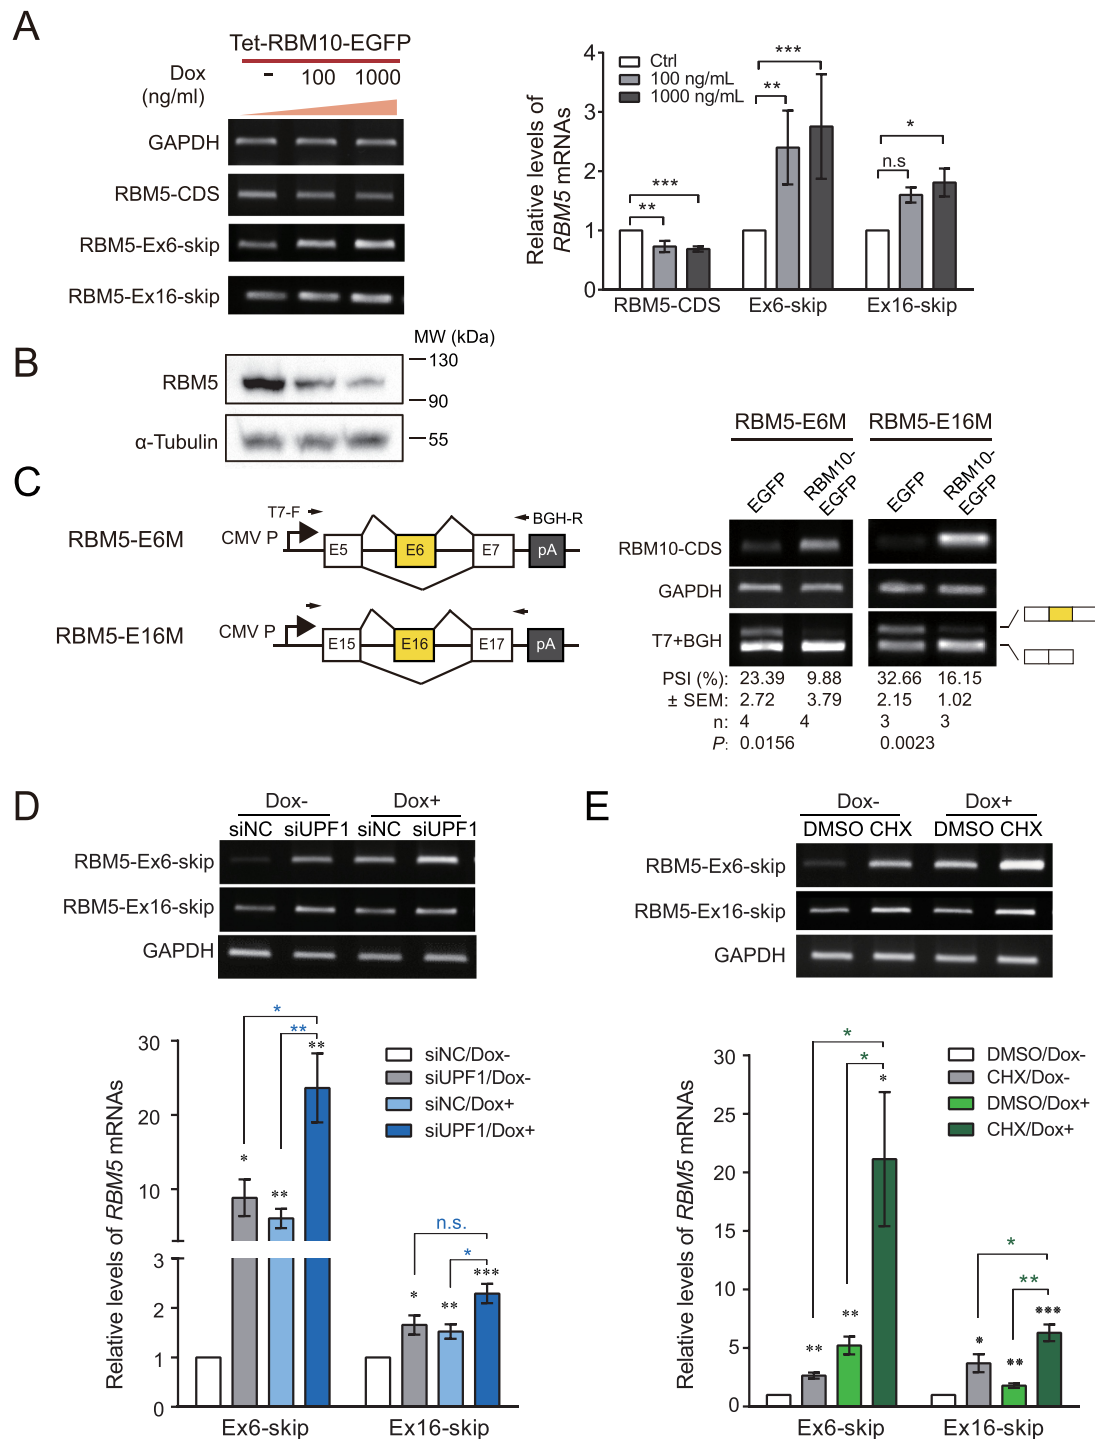 A
Tet-RBM10-EGFP
Dox
(ng/ml)
- 100 1000
GAPDH
RBM5-CDS
RBM5-Ex6-skip
RBM5-Ex16-skip
Relative levels of
RBM5 mRNAs
4
3
2
1
0
Ctrl
100 ng/mL
1000 ng/mL
** ***
** ***
n.s *
RBM5-CDS Ex6-skip Ex16-skip
B
MW (kDa)
RBM5
130
90
α-Tubulin
55
C
RBM5-E6M
T7-F
CMV P
E5 E6 E7 pA
BGH-R
RBM5-E16M
CMV P
E15 E16 E17 pA
RBM5-E6M RBM5-E16M
EGFP RBM10-EGFP EGFP RBM10-EGFP
RBM10-CDS
GAPDH
T7+BGH
PSI (%): 23.39 9.88 32.66 16.15
± SEM: 2.72 3.79 2.15 1.02
n: 4 4 3 3
P: 0.0156 0.0023
D
Dox- Dox+
siNC siUPF1 siNC siUPF1
RBM5-Ex6-skip
RBM5-Ex16-skip
GAPDH
Relative levels of RBM5 mRNAs
30
20
10
3
2
1
0
siNC/Dox-
siUPF1/Dox-
siNC/Dox+
siUPF1/Dox+
*
**
**
*
**
n.s.
*
***
*
**
Ex6-skip Ex16-skip
E
Dox- Dox+
DMSO CHX DMSO CHX
RBM5-Ex6-skip
RBM5-Ex16-skip
GAPDH
Relative levels of RBM5 mRNAs
30
25
20
15
10
5
0
DMSO/Dox-
CHX/Dox-
DMSO/Dox+
CHX/Dox+
*
*
*
**
**
*
**
***
*
**
Ex6-skip Ex16-skip